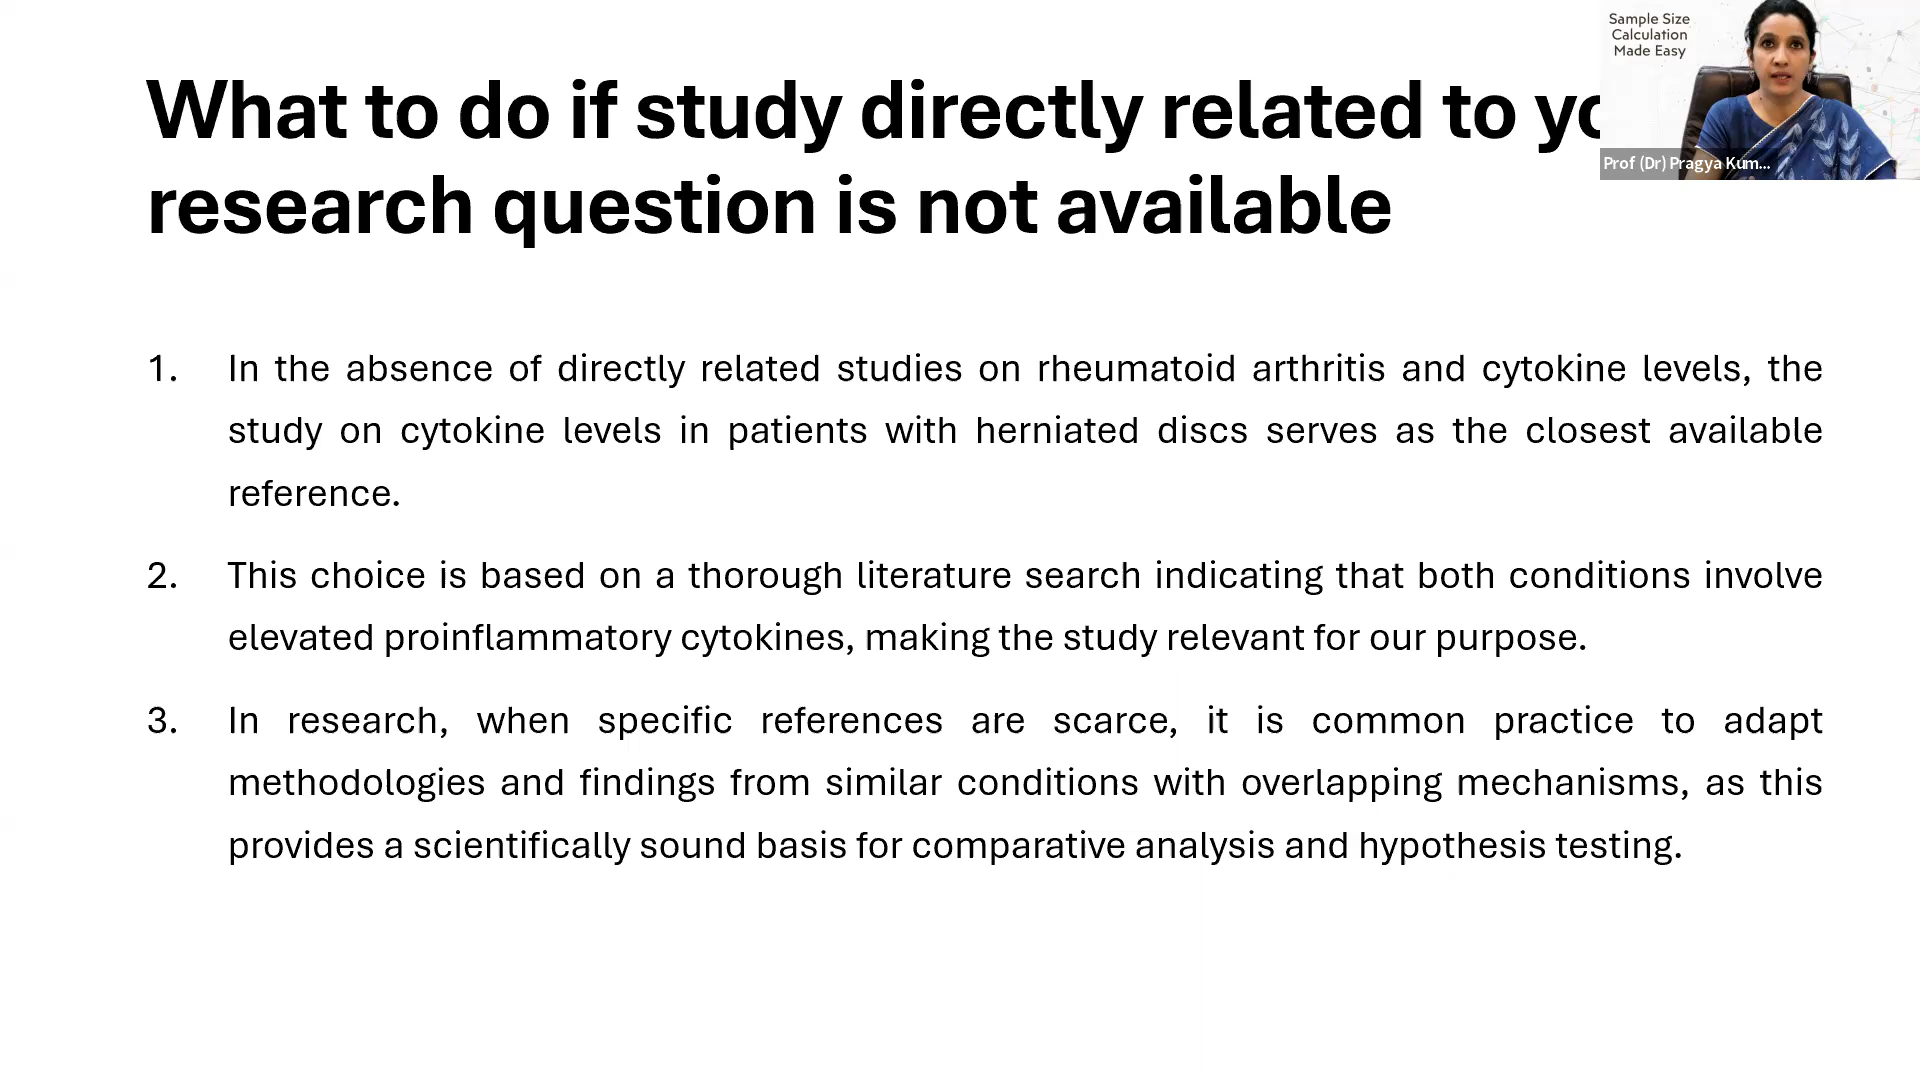 Sample Size
Calculation
Made Easy
What to do if study directly related to
research question is not available
Prof (Dr) Pragya Kum...
1. In the absence of directly related studies on rheumatoid arthritis and cytokine levels, the
study on cytokine levels in patients with herniated discs serves as the closest available
reference.
2. This choice is based on a thorough literature search indicating that both conditions involve
elevated proinflammatory cytokines, making the study relevant for our purpose.
3. In research, when specific references are scarce, it is common practice to adapt
methodologies and findings from similar conditions with overlapping mechanisms, as this
provides a scientifically sound basis for comparative analysis and hypothesis testing.